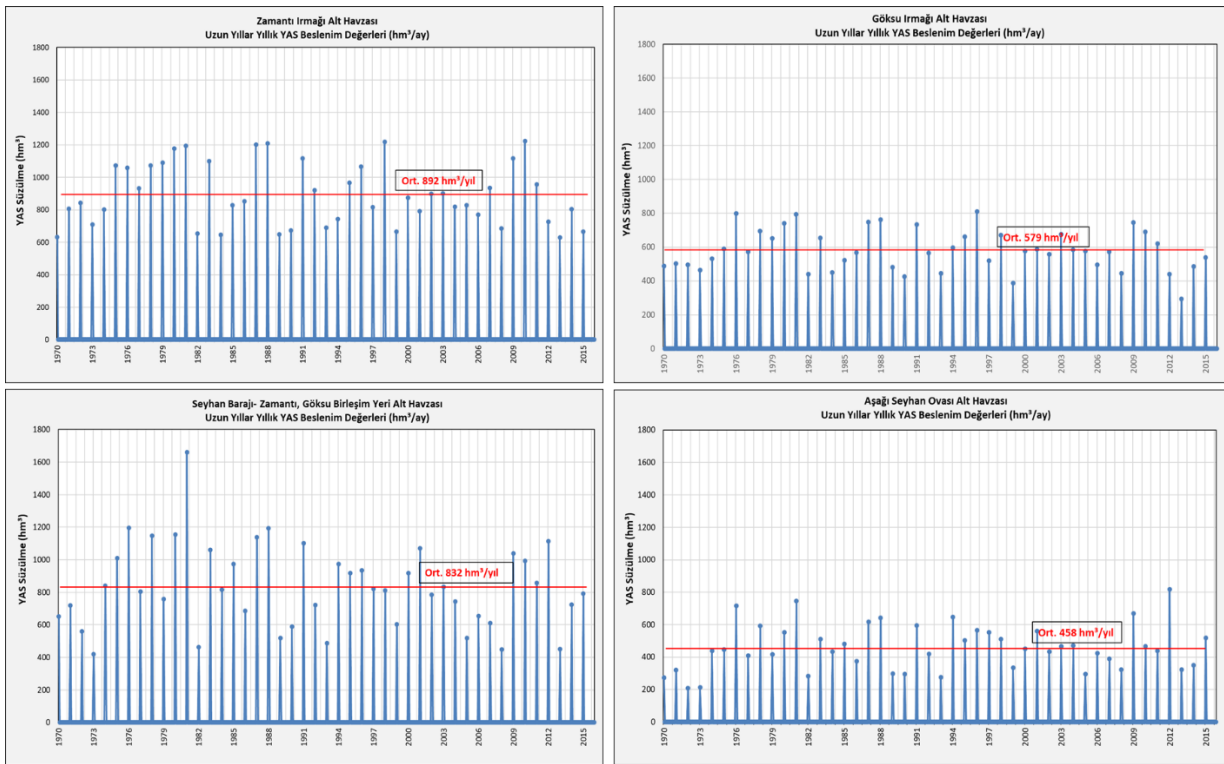 Zamantı Irmağı Alt Havzası
Uzun Yıllar Yıllık YAS Beslenim Değerleri (hm³/ay)
YAS Süzülme (hm³)
1800
1600
1400
1200
1000
800
600
400
200
0
Ort. 892 hm³/yıl
1970 1973 1976 1979 1982 1985 1988 1991 1994 1997 2000 2003 2006 2009 2012 2015
Göksu Irmağı Alt Havzası
Uzun Yıllar Yıllık YAS Beslenim Değerleri (hm³/ay)
YAS Süzülme (hm³)
1800
1600
1400
1200
1000
800
600
400
200
0
Ort. 579 hm³/yıl
1970 1973 1976 1979 1982 1985 1988 1991 1994 1997 2000 2003 2006 2009 2012 2015
Seyhan Barajı- Zamantı, Göksu Birleşim Yeri Alt Havzası
Uzun Yıllar Yıllık YAS Beslenim Değerleri (hm³/ay)
YAS Süzülme (hm³)
1800
1600
1400
1200
1000
800
600
400
200
0
Ort. 832 hm³/yıl
1970 1973 1976 1979 1982 1985 1988 1991 1994 1997 2000 2003 2006 2009 2012 2015
Aşağı Seyhan Ovası Alt Havzası
Uzun Yıllar Yıllık YAS Beslenim Değerleri (hm³/ay)
YAS Süzülme (hm³)
1800
1600
1400
1200
1000
800
600
400
200
0
Ort. 458 hm³/yıl
1970 1973 1976 1979 1982 1985 1988 1991 1994 1997 2000 2003 2006 2009 2012 2015